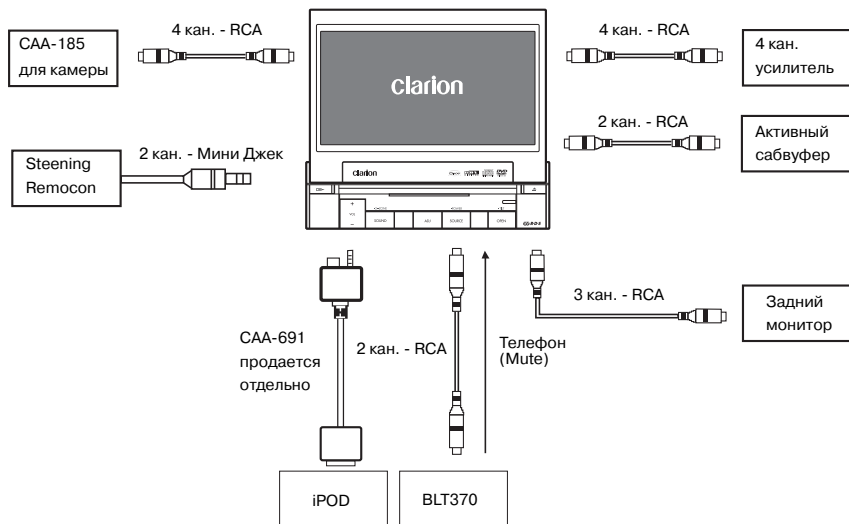 CAA-185
для камеры
4 кан. - RCA
clarion
4 кан. - RCA
4 кан.
усилитель
2 кан. - RCA
Активный
сабвуфер
Steening
Remocon
2 кан. - Мини Джек
clarion
SOUND
ADJ
SOURCE
OPEN
3 кан. - RCA
Задний
монитор
CAA-691
продается
отдельно
2 кан. - RCA
Телефон
(Mute)
iPOD
BLT370